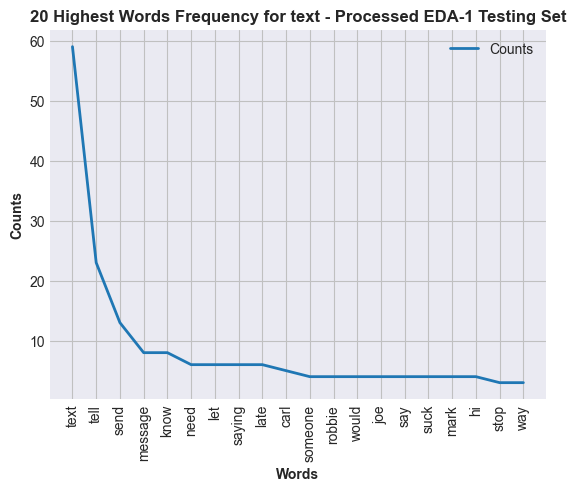 20 Highest Words Frequency for text - Processed EDA-1 Testing Set
Counts
60
50
40
30
20
10
Counts
text
tell
send
message
know
need
let
saying
late
carl
someone
robbie
would
joe
say
suck
mark
hi
stop
way
Words